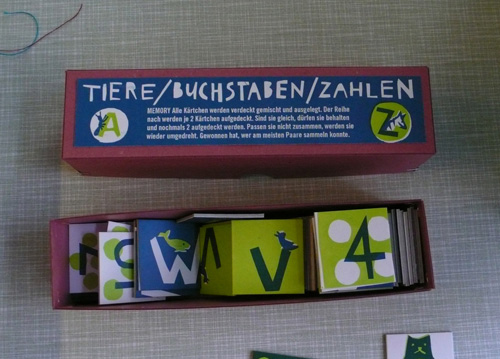 TIERE/BUCHSTABEN/ZAHLEN
MEMORY Alle Kärtchen werden verdeckt gemischt und ausgelegt. Der Reihe
nach werden je 2 Kärtchen aufgedeckt. Sind sie gleich, dürfen sie behalten
und nochmals 2 aufgedeckt werden. Passen sie nicht zusammen, werden sie
wieder umgedreht. Gewonnen hat, wer am meisten Paare sammeln konnte.
A
Z
W
V
4